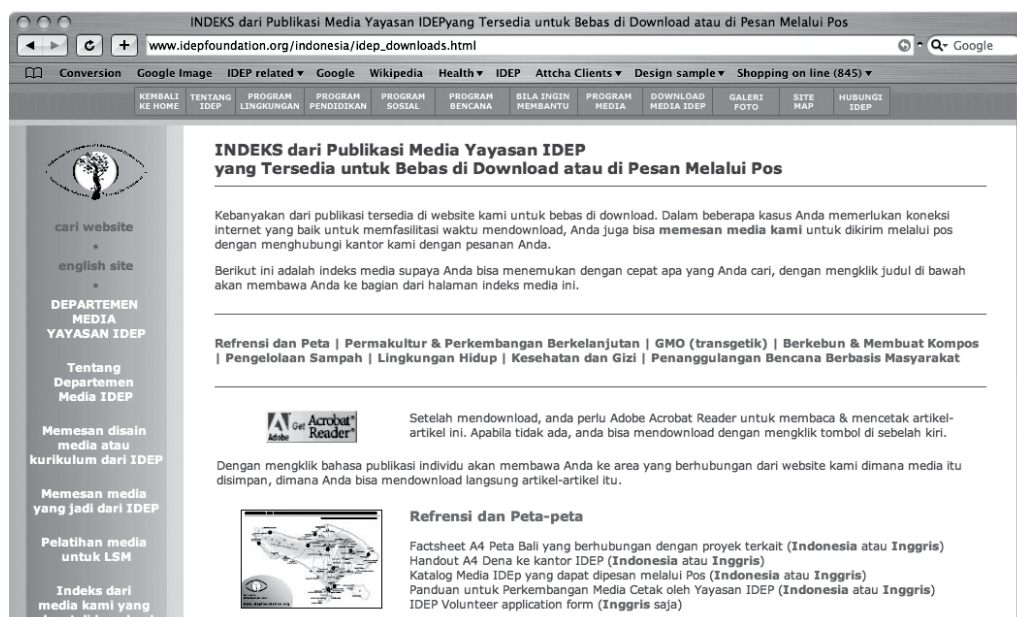 INDEKS dari Publikasi Media Yayasan IDEPyang Tersedia untuk Bebas di Download atau di Pesan Melalui Pos
www.idepfoundation.org/indonesia/idep_downloads.html
Google
Conversion Google Image IDEP related Google Wikipedia Health IDEP Attcha Clients Design sample Shopping on line (845)
KEMBALI KE HOME
TENTANG IDEP
PROGRAM LINGKUNGAN
PROGRAM PENDIDIKAN
PROGRAM SOSIAL
PROGRAM BENCANA
BILA INGIN MEMBANTU
PROGRAM MEDIA
DOWNLOAD MEDIA IDEP
GALERI FOTO
SITE MAP
HUBUNGI IDEP
cari website
english site
DEPARTEMEN
MEDIA
YAYASAN IDEP
Tentang
Departemen
Media IDEP
Memesan disain
media atau
kurikulum dari IDEP
Memesan media
yang jadi dari IDEP
Pelatihan media
untuk LSM
Indeks dari
media kami yang
INDEKS dari Publikasi Media Yayasan IDEP
yang Tersedia untuk Bebas di Download atau di Pesan Melalui Pos
Kebanyakan dari publikasi tersedia di website kami untuk bebas di download. Dalam beberapa kasus Anda memerlukan koneksi
internet yang baik untuk memfasilitasi waktu mendownload, Anda juga bisa memesan media kami untuk dikirim melalui pos
dengan menghubungi kantor kami dengan pesanan Anda.
Berikut ini adalah indeks media supaya Anda bisa menemukan dengan cepat apa yang Anda cari, dengan mengklik judul di bawah
akan membawa Anda ke bagian dari halaman indeks media ini.
Refrensi dan Peta | Permakultur & Perkembangan Berkelanjutan | GMO (transgetik) | Berkebun & Membuat Kompos
| Pengelolaan Sampah | Lingkungan Hidup | Kesehatan dan Gizi | Penanggulangan Bencana Berbasis Masyarakat
Adobe Get Acrobat Reader
Setelah mendownload, anda perlu Adobe Acrobat Reader untuk membaca & mencetak artikel-
artikel ini. Apabila tidak ada, anda bisa mendownload dengan mengklik tombol di sebelah kiri.
Dengan mengklik bahasa publikasi individu akan membawa Anda ke area yang berhubungan dari website kami dimana media itu
disimpan, dimana Anda bisa mendownload langsung artikel-artikel itu.
Refrensi dan Peta-peta
Factsheet A4 Peta Bali yang berhubungan dengan proyek terkait (Indonesia atau Inggris)
Handout A4 Dena ke kantor IDEP (Indonesia atau Inggris)
Katalog Media IDEp yang dapat dipesan melalui Pos (Indonesia atau Inggris)
Panduan untuk Perkembangan Media Cetak oleh Yayasan IDEP (Indonesia atau Inggris)
IDEP Volunteer application form (Inggris saja)